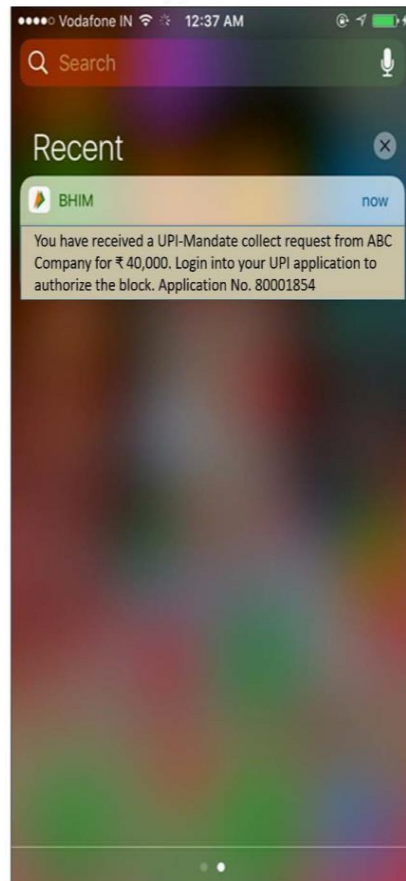 Vodafone IN 12:37 AM
Search
Recent
BHIM now
You have received a UPI-Mandate collect request from ABC
Company for ₹ 40,000. Login into your UPI application to
authorize the block. Application No. 80001854